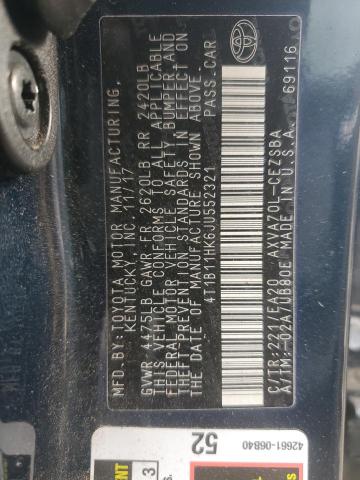 MFD.BY:TOYOTA MOTOR MANUFACTURING,
KENTUCKY,INC. 11/17
GVWR 4475LB GAWR-FR 2620LB RR 2420LB
THIS VEHICLE CONFORMS TO ALL APPLICABLE
FEDERAL MOTOR VEHICLE SAFETY,BUMPER,AND
THEFT PREVENTION STANDARDS IN EFFECT ON
THE DATE OF MANUFACTURE SHOWN ABOVE.
4T1B11HK6JU552321 PASS.CAR
C/TR:221/EA20 AXVA70L-CEZSBA
A/TM:-02A/UB80E MADE IN U.S.A. 69116
42661-06B40
52